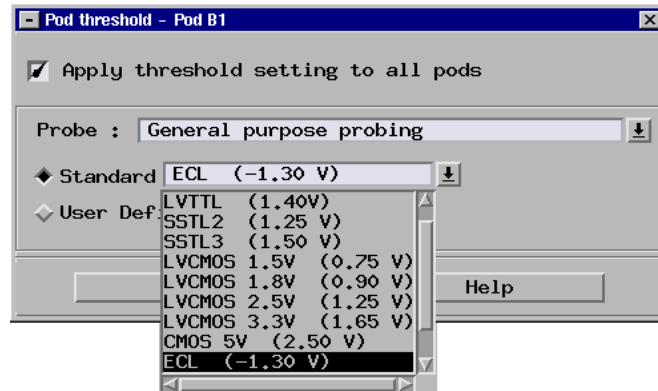 Pod threshold - Pod B1
Apply threshold setting to all pods
Probe : General purpose probing
Standard ECL (-1.30 V)
User Def
LVTTL (1.40V)
SSTL2 (1.25 V)
SSTL3 (1.50 V)
LVCMOS 1.5V (0.75 V)
LVCMOS 1.8V (0.90 V)
LVCMOS 2.5V (1.25 V)
LVCMOS 3.3V (1.65 V)
CMOS 5V (2.50 V)
ECL (-1.30 V)
Help